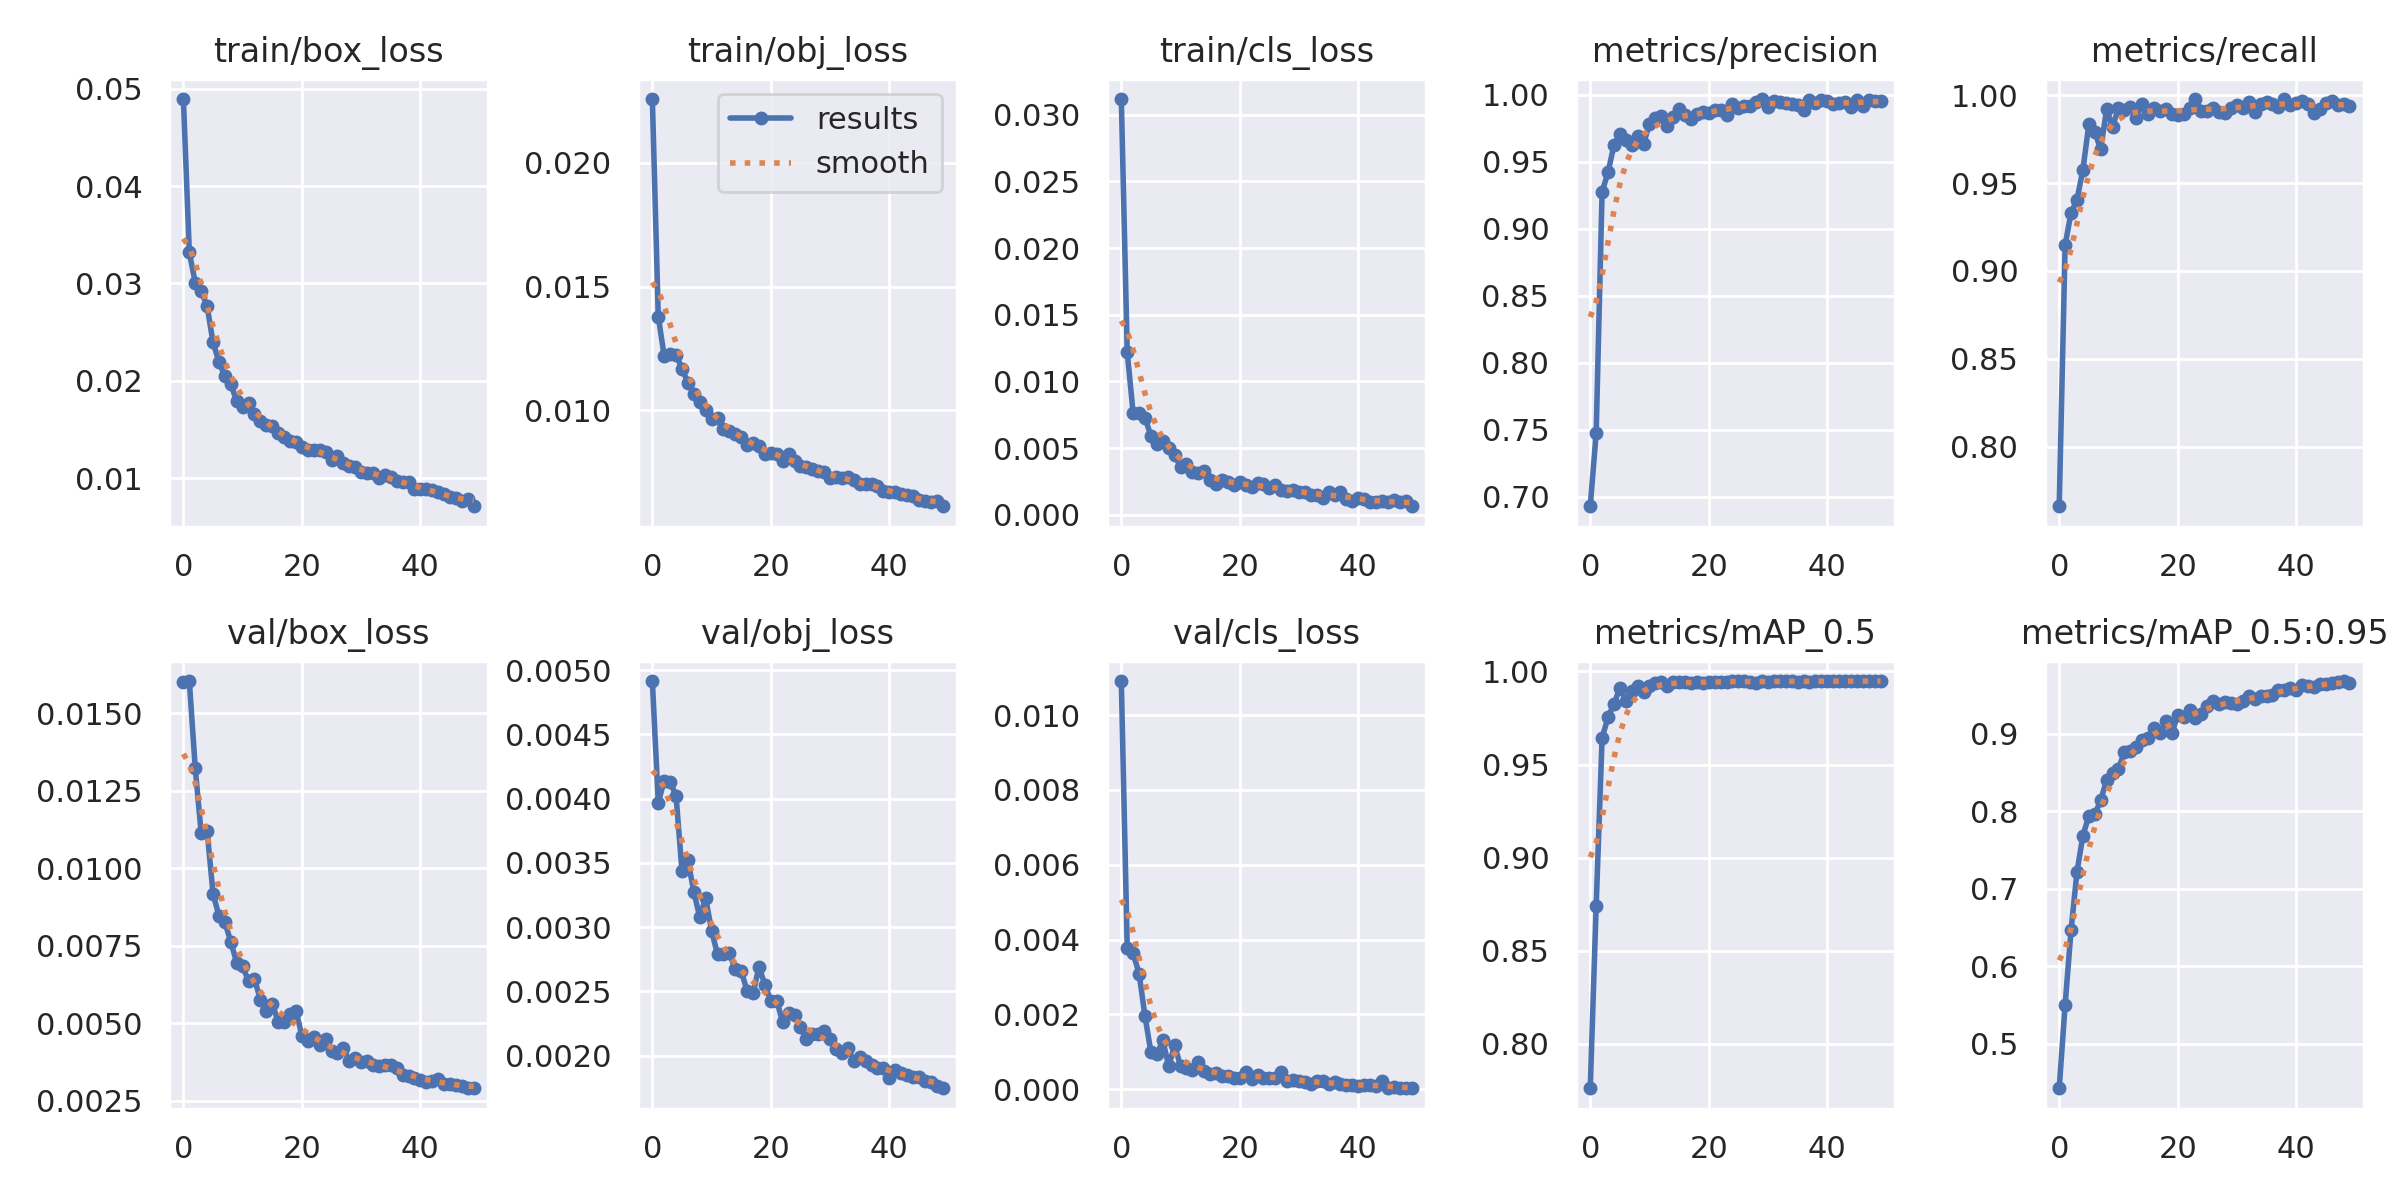 train/box_loss
0.05
0.04
0.03
0.02
0.01
0 20 40
train/obj_loss
results
smooth
0.020
0.015
0.010
0 20 40
train/cls_loss
0.030
0.025
0.020
0.015
0.010
0.005
0.000
0 20 40
metrics/precision
1.00
0.95
0.90
0.85
0.80
0.75
0.70
0 20 40
metrics/recall
1.00
0.95
0.90
0.85
0.80
0 20 40
val/box_loss
0.0150
0.0125
0.0100
0.0075
0.0050
0.0025
0 20 40
val/obj_loss
0.0050
0.0045
0.0040
0.0035
0.0030
0.0025
0.0020
0 20 40
val/cls_loss
0.010
0.008
0.006
0.004
0.002
0.000
0 20 40
metrics/mAP_0.5
1.00
0.95
0.90
0.85
0.80
0 20 40
metrics/mAP_0.5:0.95
0.9
0.8
0.7
0.6
0.5
0 20 40